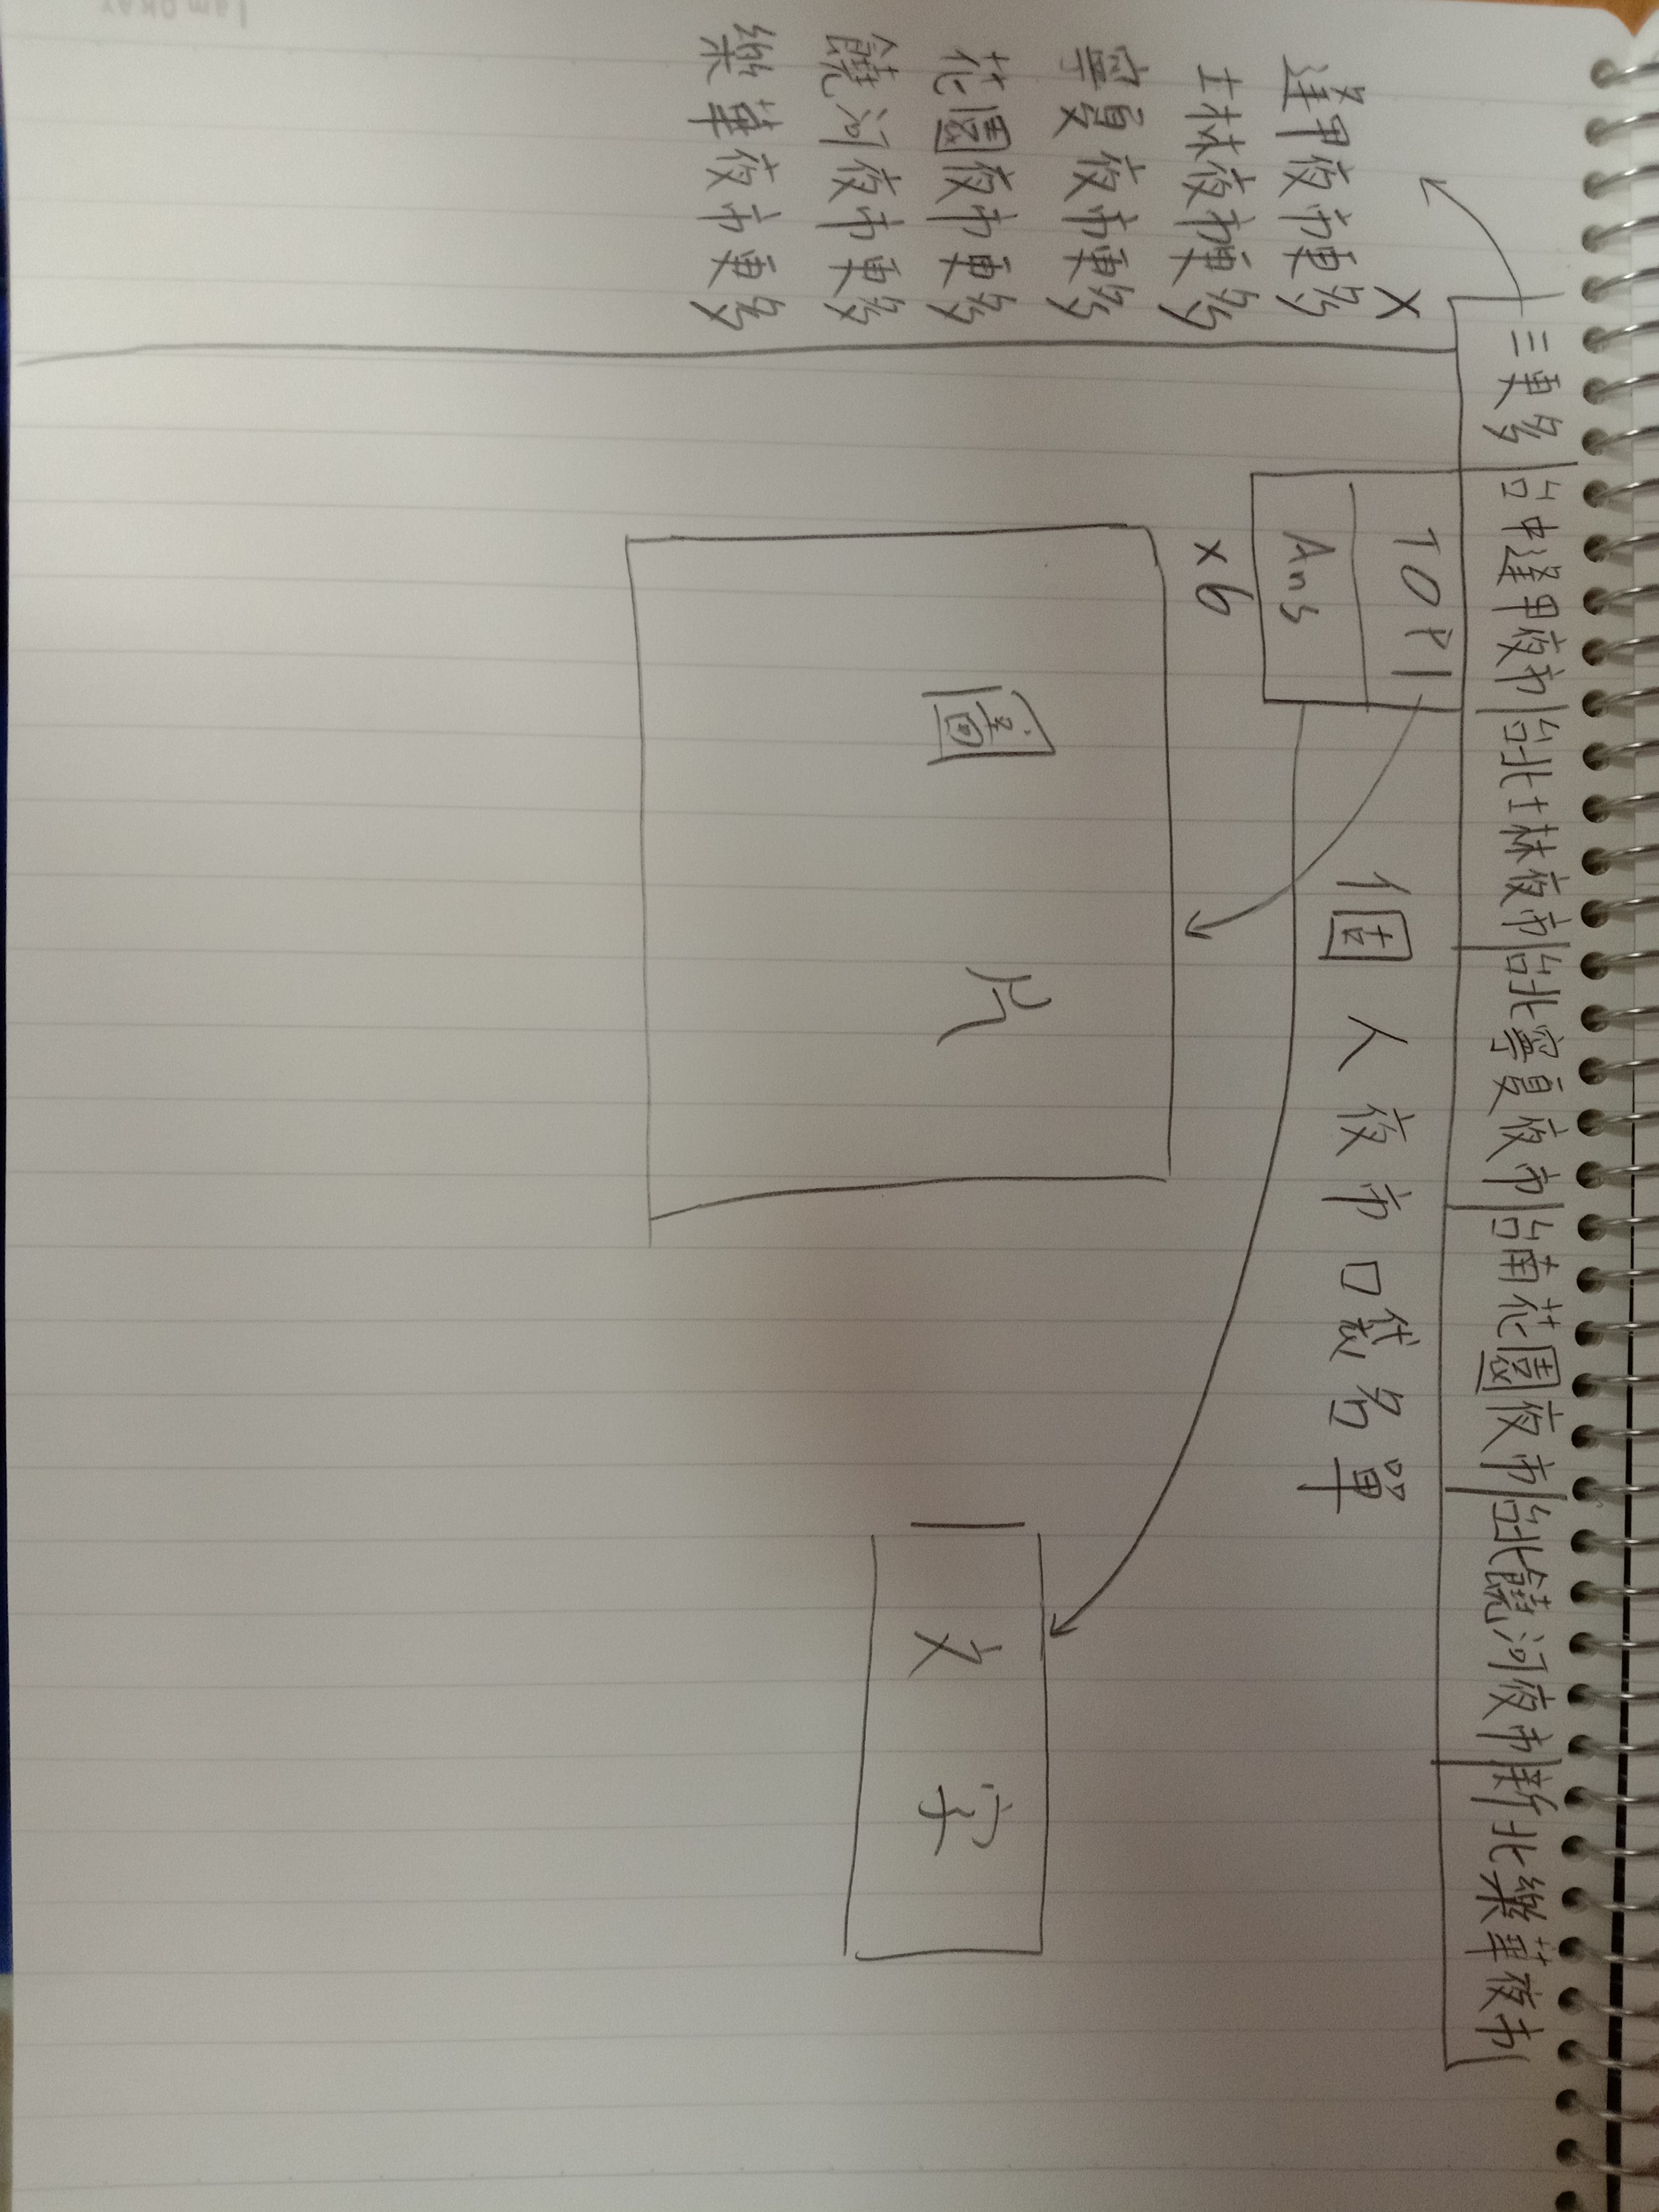 三更多 台中逢甲夜市 台北士林夜市 台北寧夏夜市 台南花園夜市 台北饒河夜市 新北樂華夜市
X
逢甲夜市更多
士林夜市更多
寧夏夜市更多
花園夜市更多
饒河夜市更多
樂華夜市更多
TOP1
Ans
x6
個人夜市口袋名單
圖片
文字
I am OKAY